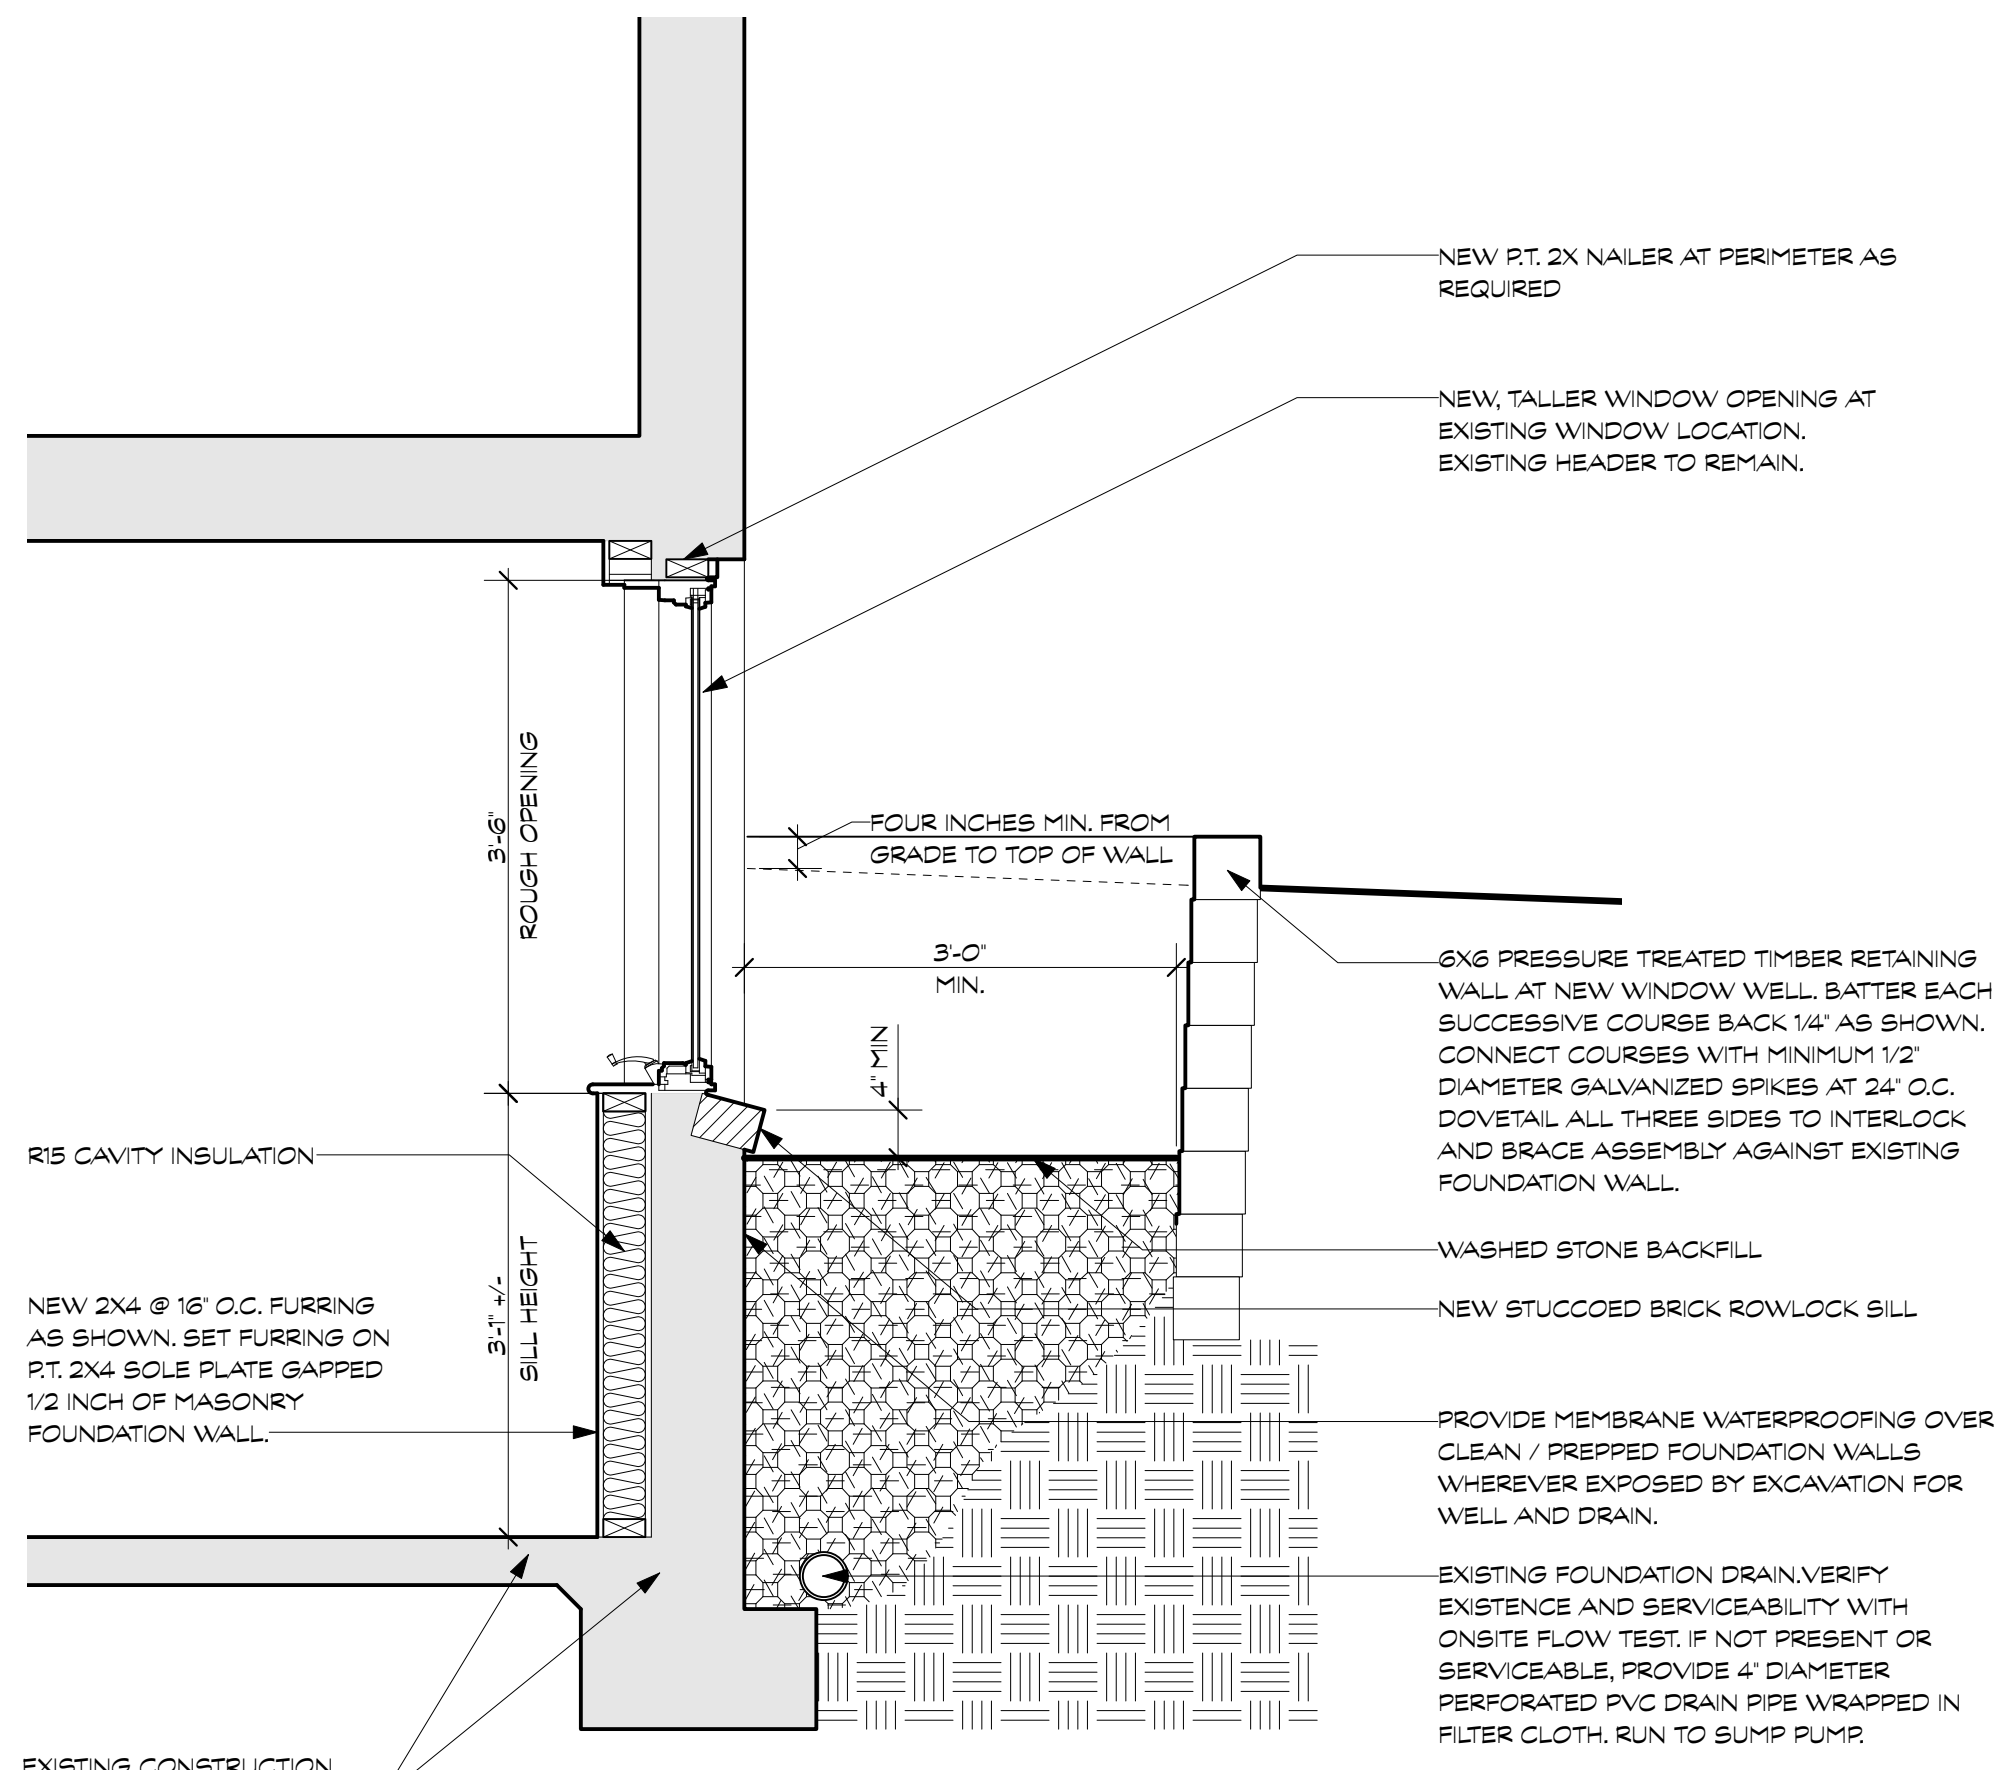 NEW P.T. 2X NAILER AT PERIMETER AS
REQUIRED
NEW, TALLER WINDOW OPENING AT
EXISTING WINDOW LOCATION.
EXISTING HEADER TO REMAIN.
3'-6"
ROUGH OPENING
FOUR INCHES MIN. FROM
GRADE TO TOP OF WALL
3'-0"
MIN.
4" MIN
6X6 PRESSURE TREATED TIMBER RETAINING
WALL AT NEW WINDOW WELL. BATTER EACH
SUCCESSIVE COURSE BACK 1/4" AS SHOWN.
CONNECT COURSES WITH MINIMUM 1/2"
DIAMETER GALVANIZED SPIKES AT 24" O.C.
DOVETAIL ALL THREE SIDES TO INTERLOCK
AND BRACE ASSEMBLY AGAINST EXISTING
FOUNDATION WALL.
R15 CAVITY INSULATION
WASHED STONE BACKFILL
3'-1" +/-
SILL HEIGHT
NEW 2X4 @ 16" O.C. FURRING
AS SHOWN. SET FURRING ON
P.T. 2X4 SOLE PLATE GAPPED
1/2 INCH OF MASONRY
FOUNDATION WALL.
NEW STUCCOED BRICK ROWLOCK SILL
PROVIDE MEMBRANE WATERPROOFING OVER
CLEAN / PREPPED FOUNDATION WALLS
WHEREVER EXPOSED BY EXCAVATION FOR
WELL AND DRAIN.
EXISTING FOUNDATION DRAIN. VERIFY
EXISTENCE AND SERVICEABILITY WITH
ONSITE FLOW TEST. IF NOT PRESENT OR
SERVICEABLE, PROVIDE 4" DIAMETER
PERFORATED PVC DRAIN PIPE WRAPPED IN
FILTER CLOTH. RUN TO SUMP PUMP.
EXISTING CONSTRUCTION